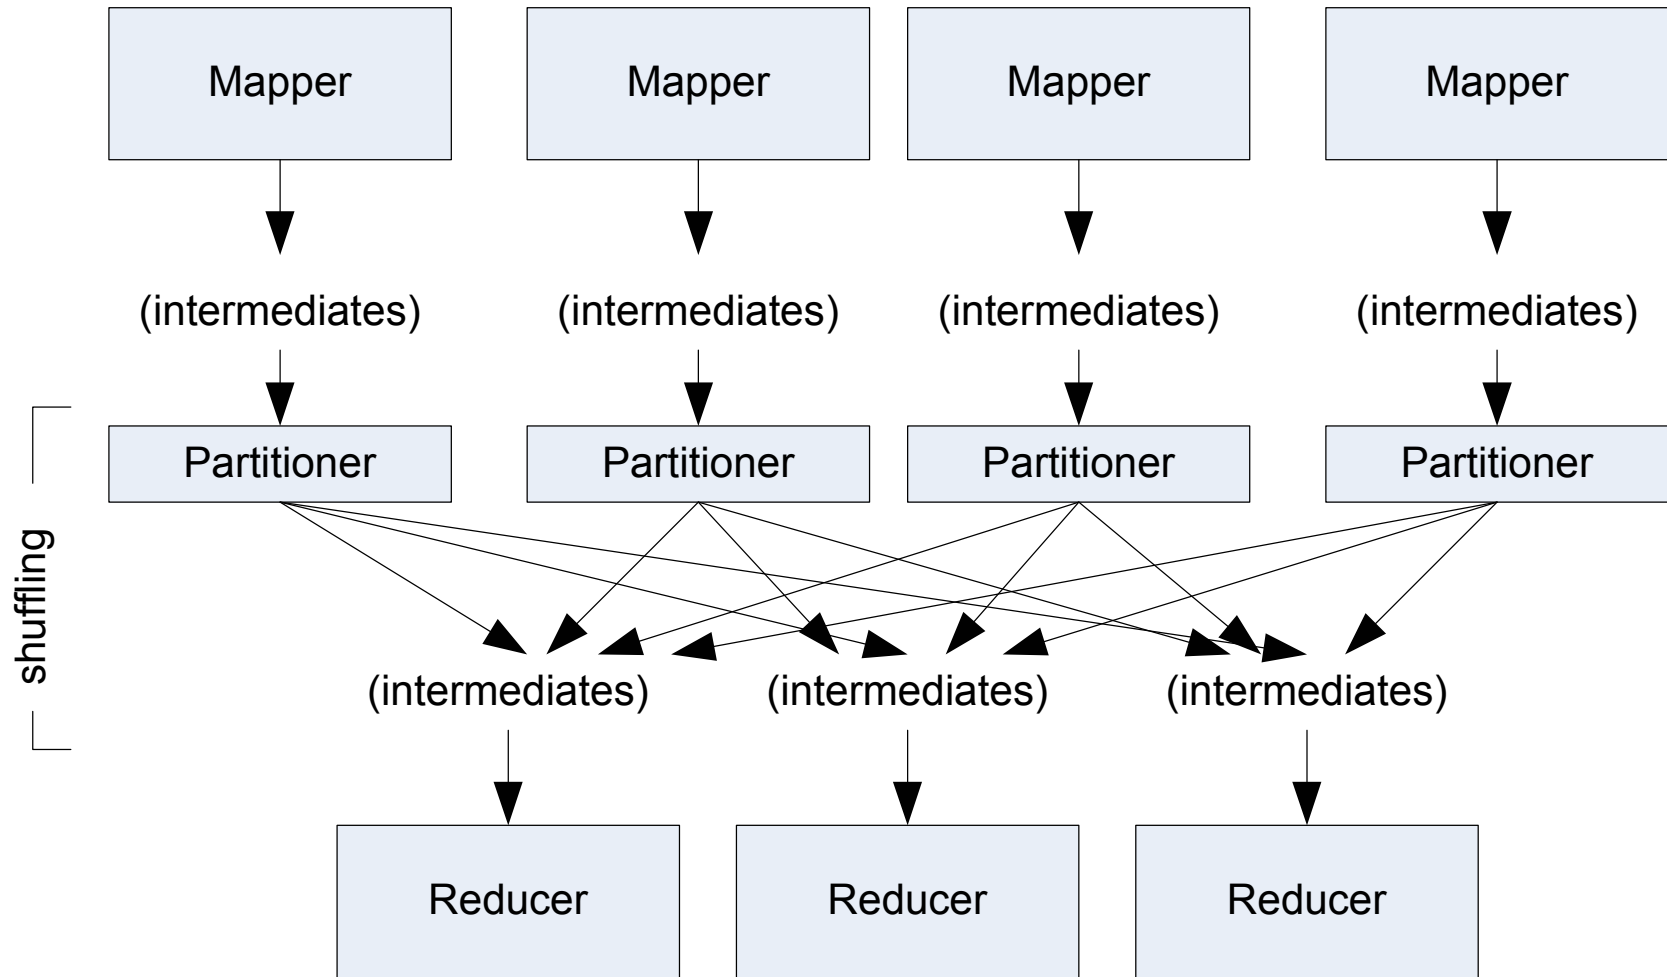 Mapper
Mapper
Mapper
Mapper
(intermediates)
(intermediates)
(intermediates)
(intermediates)
Partitioner
Partitioner
Partitioner
Partitioner
shuffling
(intermediates)
(intermediates)
(intermediates)
Reducer
Reducer
Reducer